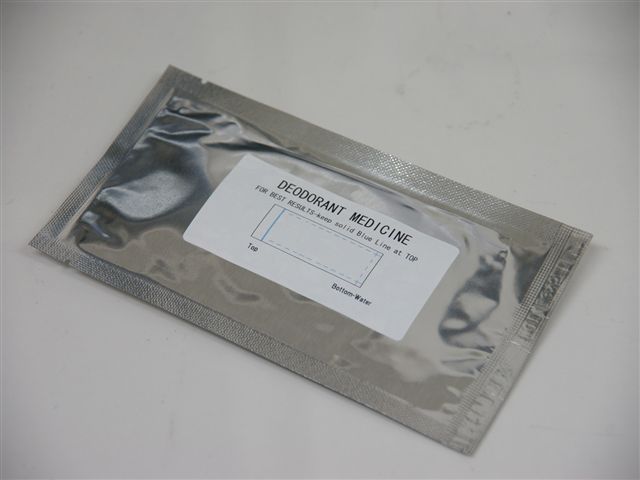 DEODORANT MEDICINE
FOR BEST RESULTS-keep solid Blue Line at TOP
Top
Bottom-Water